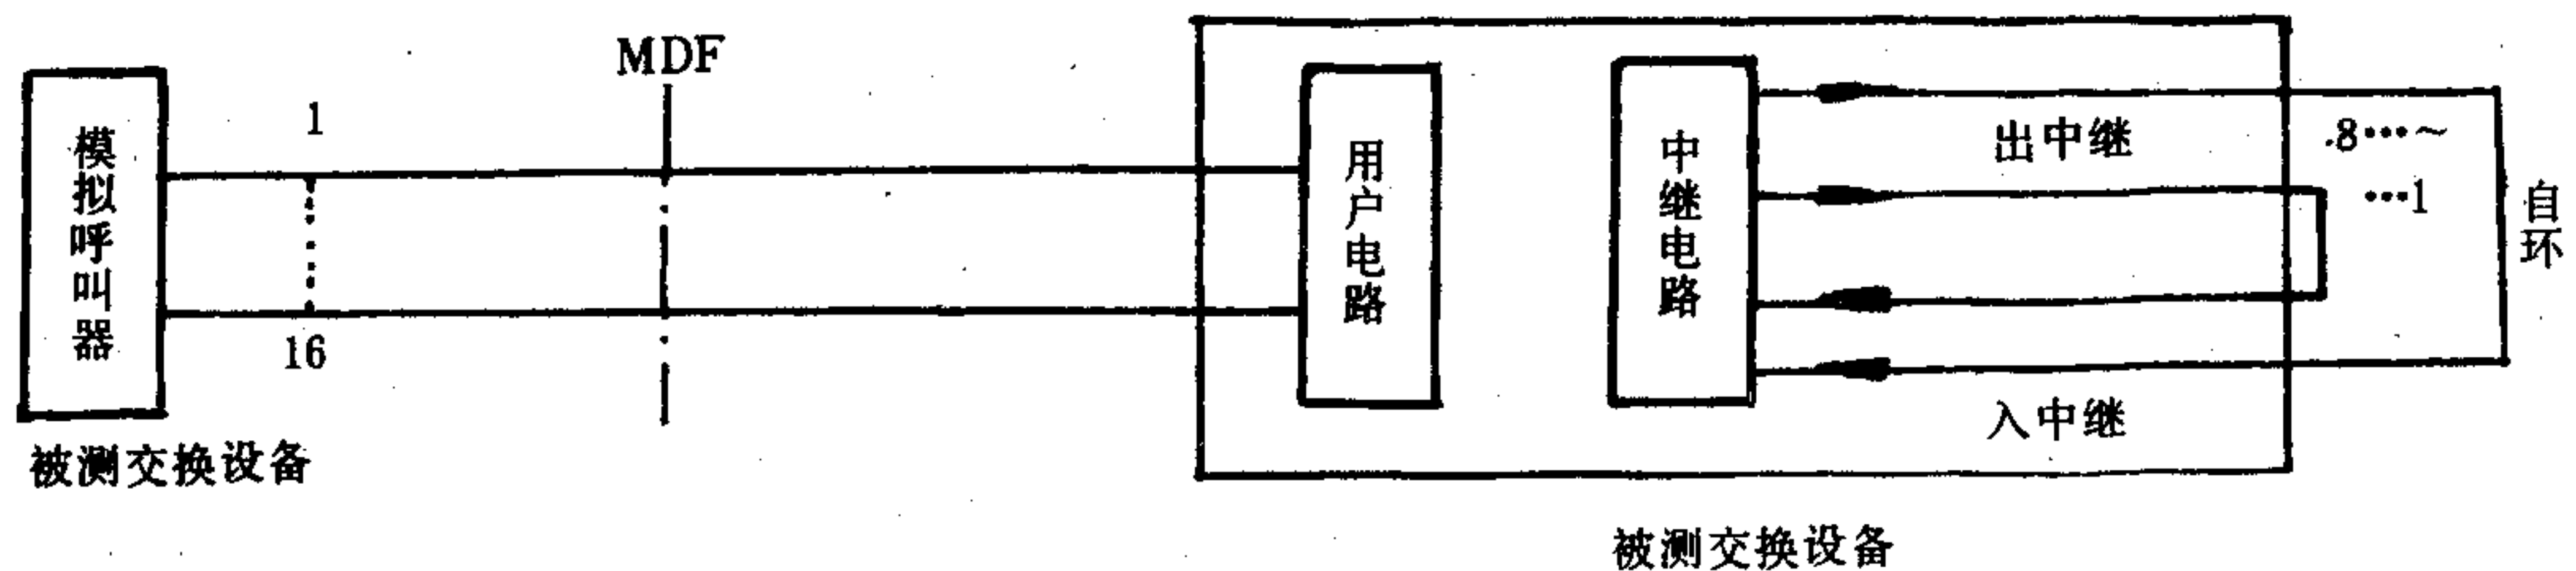 模拟呼叫器
1
16
MDF
被测交换设备
用户电路
中继电路
出中继
入中继
.8…~
…1
自环
被测交换设备